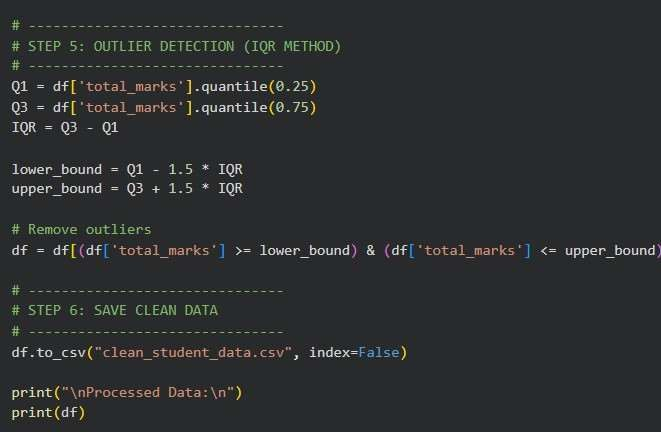 # -------------------------------
# STEP 5: OUTLIER DETECTION (IQR METHOD)
# -------------------------------
Q1 = df['total_marks'].quantile(0.25)
Q3 = df['total_marks'].quantile(0.75)
IQR = Q3 - Q1
lower_bound = Q1 - 1.5 * IQR
upper_bound = Q3 + 1.5 * IQR
# Remove outliers
df = df[(df['total_marks'] >= lower_bound) & (df['total_marks'] <= upper_bound)
# -------------------------------
# STEP 6: SAVE CLEAN DATA
# -------------------------------
df.to_csv("clean_student_data.csv", index=False)
print("\nProcessed Data:\n")
print(df)